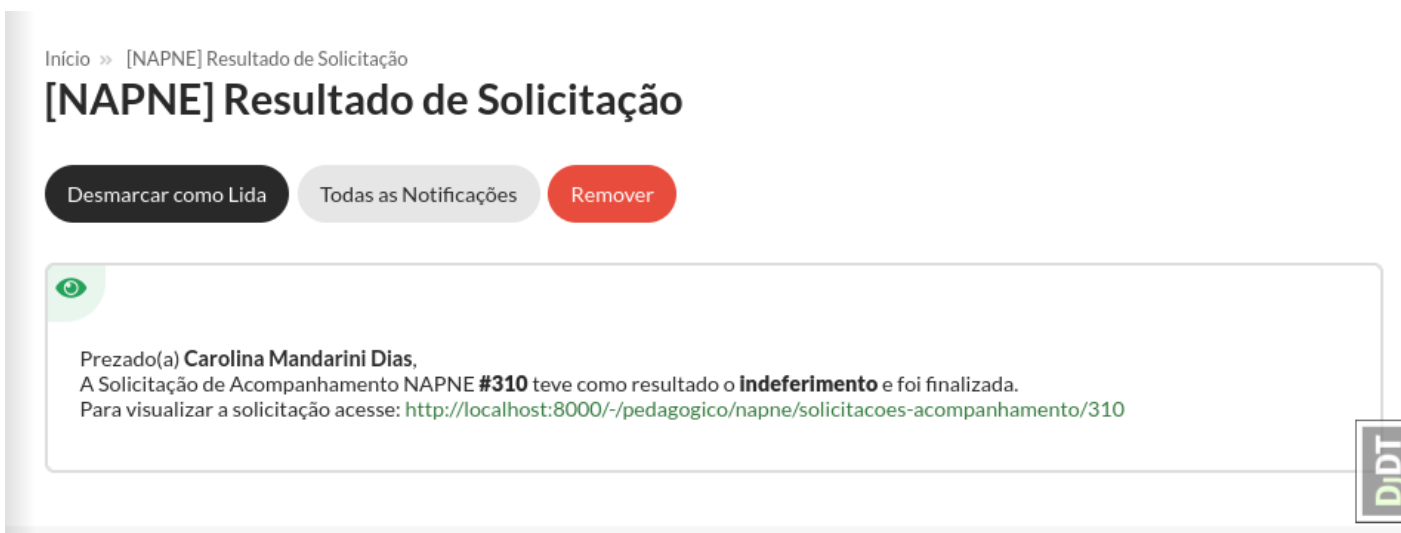 Início » [NAPNE] Resultado de Solicitação
[NAPNE] Resultado de Solicitação
Desmarcar como Lida Todas as Notificações Remover
Prezado(a) Carolina Mandarini Dias,
A Solicitação de Acompanhamento NAPNE #310 teve como resultado o indeferimento e foi finalizada.
Para visualizar a solicitação acesse: http://localhost:8000/-/pedagogico/napne/solicitacoes-acompanhamento/310
DJDT